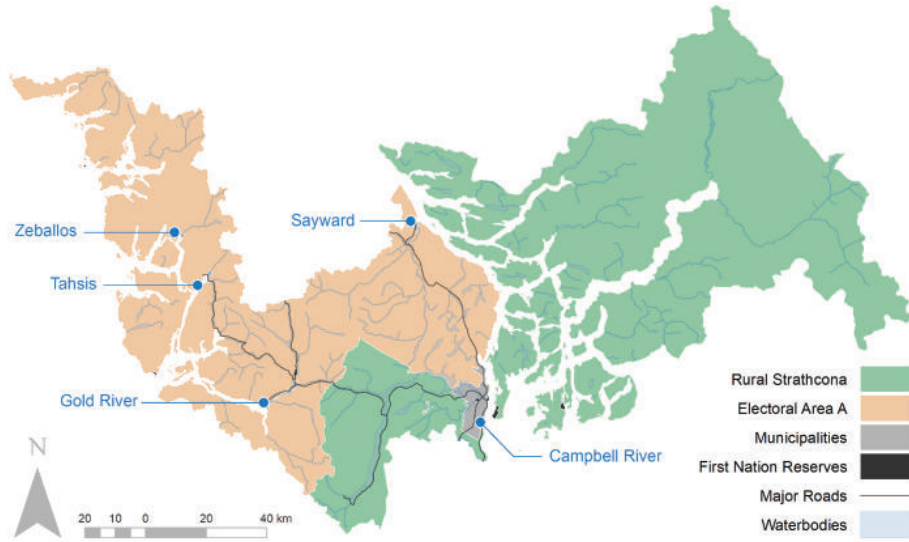 Sayward
Zeballos
Tahsis
Gold River
Campbell River
Rural Strathcona
Electoral Area A
Municipalities
First Nation Reserves
Major Roads
Waterbodies
N
20 10 0 20 40 km